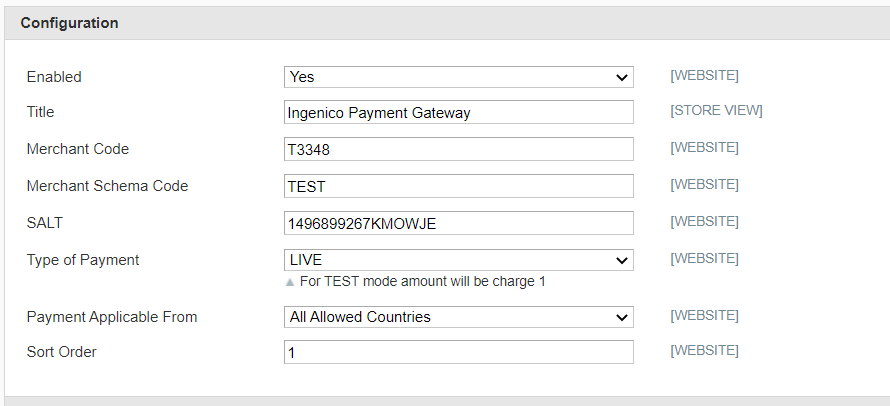 Configuration
Enabled Yes [WEBSITE]
Title Ingenico Payment Gateway [STORE VIEW]
Merchant Code T3348 [WEBSITE]
Merchant Schema Code TEST [WEBSITE]
SALT 1496899267KMOWJE [WEBSITE]
Type of Payment LIVE [WEBSITE]
For TEST mode amount will be charge 1
Payment Applicable From All Allowed Countries [WEBSITE]
Sort Order 1 [WEBSITE]